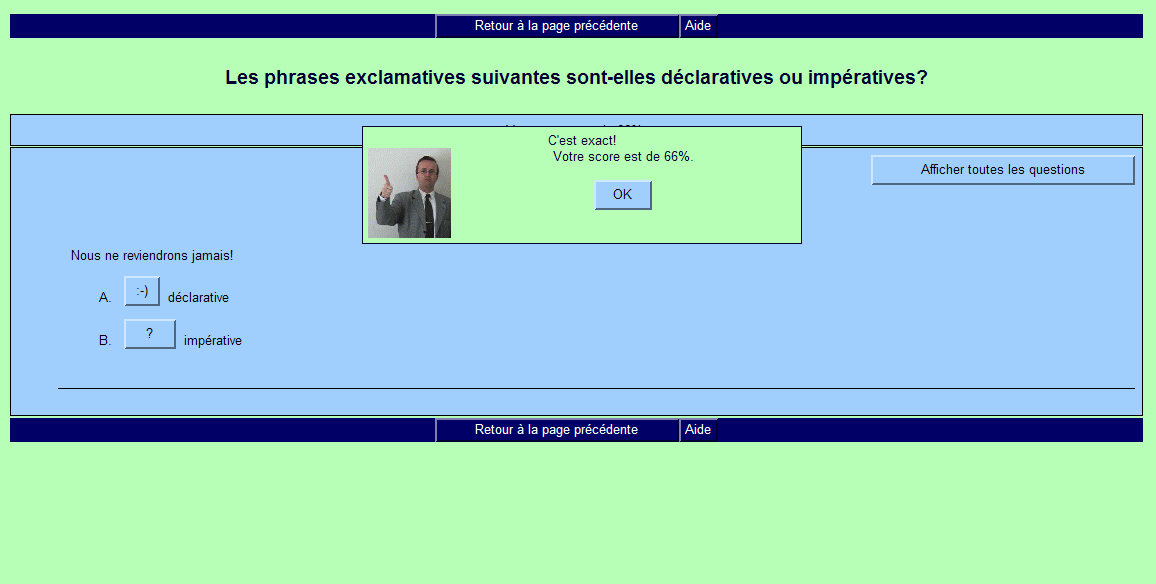 Retour à la page précédente Aide
Les phrases exclamatives suivantes sont-elles déclaratives ou impératives?
C'est exact!
Votre score est de 66%.
OK
Afficher toutes les questions
Nous ne reviendrons jamais!
A. :-) déclarative
B. ? impérative
Retour à la page précédente Aide